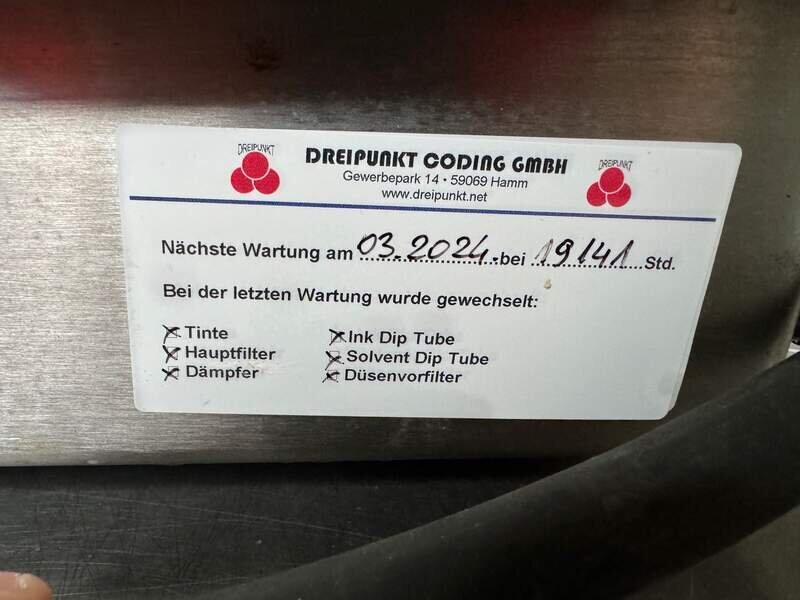 DREIPUNKT DREIPUNKT CODING GMBH DREIPUNKT
Gewerbepark 14 • 59069 Hamm
www.dreipunkt.net
Nächste Wartung am 03.2024. bei 19141 Std.
Bei der letzten Wartung wurde gewechselt:
Tinte Ink Dip Tube
Hauptfilter Solvent Dip Tube
Dämpfer Düsenvorfilter